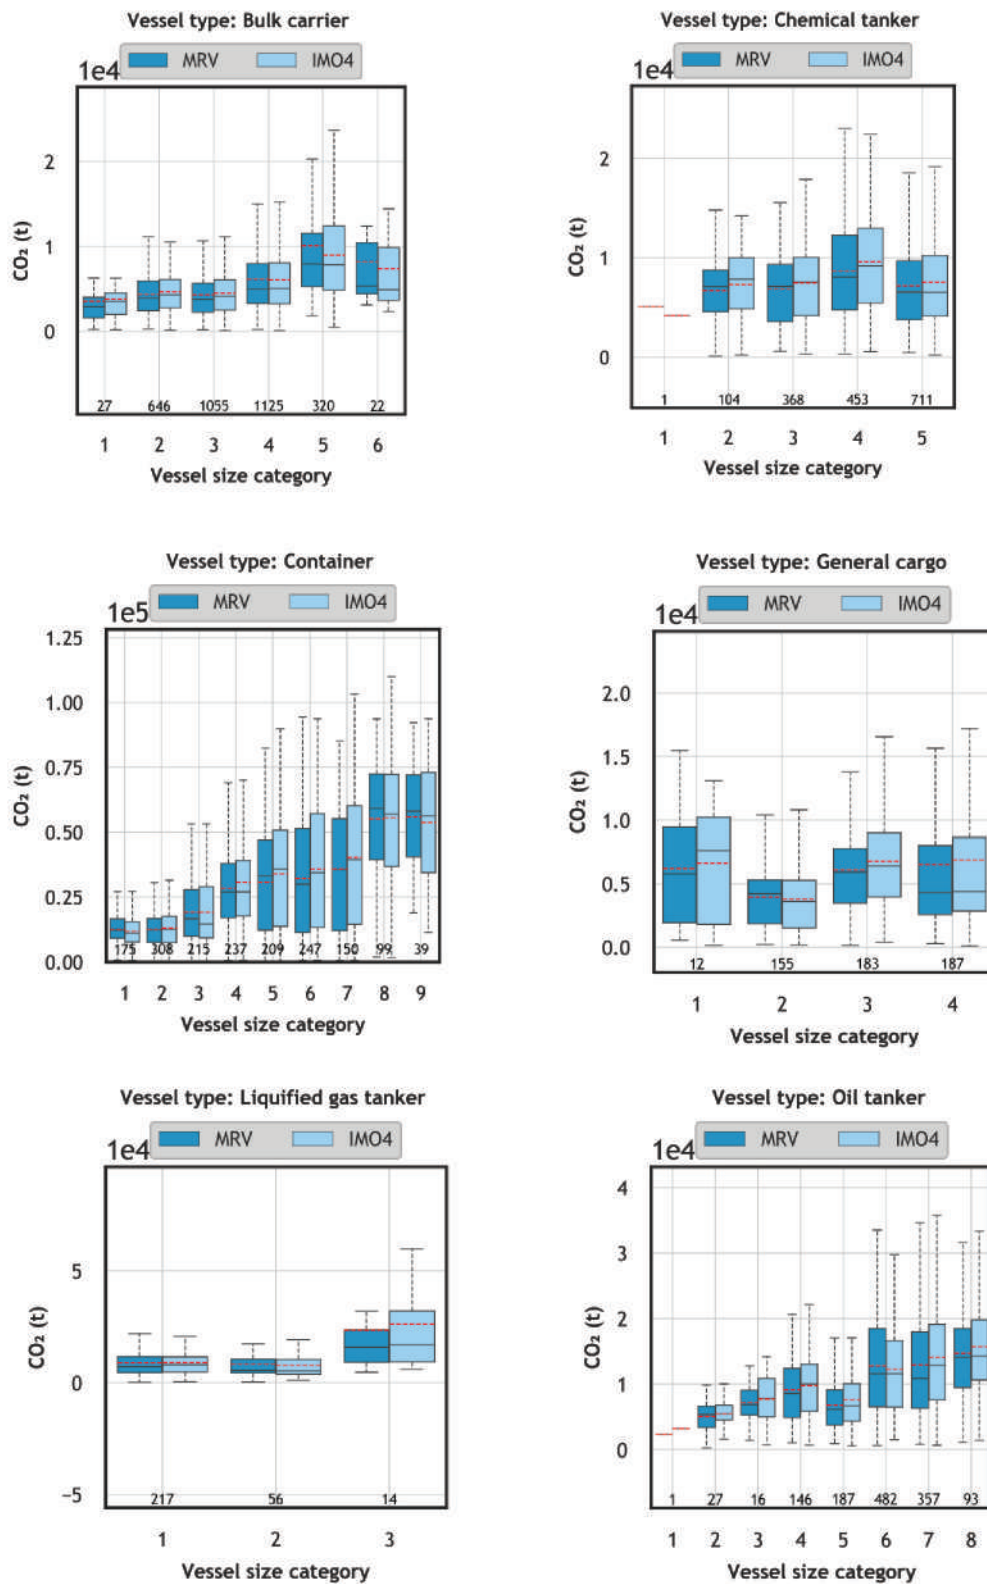 Vessel type: Bulk carrier
MRV IMO4
1e4
2
1
0
CO₂ (t)
27 646 1055 1125 320 22
1 2 3 4 5 6
Vessel size category
Vessel type: Chemical tanker
MRV IMO4
1e4
2
1
0
CO₂ (t)
1 104 368 453 711
1 2 3 4 5
Vessel size category
Vessel type: Container
MRV IMO4
1e5
1.25
1.00
0.75
0.50
0.25
0.00
CO₂ (t)
175 308 215 237 209 247 150 99 39
1 2 3 4 5 6 7 8 9
Vessel size category
Vessel type: General cargo
MRV IMO4
1e4
2.0
1.5
1.0
0.5
0.0
CO₂ (t)
12 155 183 187
1 2 3 4
Vessel size category
Vessel type: Liquified gas tanker
MRV IMO4
1e4
5
0
−5
CO₂ (t)
217 56 14
1 2 3
Vessel size category
Vessel type: Oil tanker
MRV IMO4
1e4
4
3
2
1
0
CO₂ (t)
1 27 16 146 187 482 357 93
1 2 3 4 5 6 7 8
Vessel size category